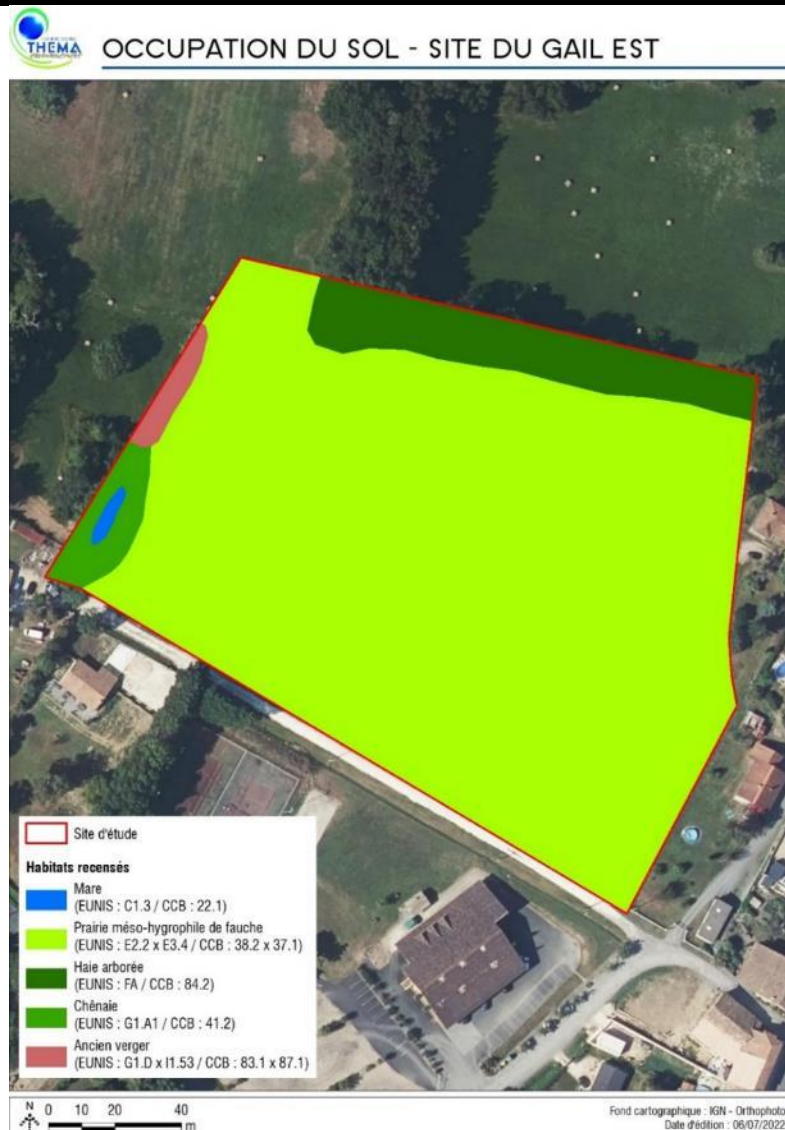 THEMA
OCCUPATION DU SOL - SITE DU GAIL EST
Site d'étude
Habitats recensés
Mare
(EUNIS : C1.3 / CCB : 22.1)
Prairie méso-hygrophile de fauche
(EUNIS : E2.2 x E3.4 / CCB : 38.2 x 37.1)
Haie arborée
(EUNIS : FA / CCB : 84.2)
Chênaie
(EUNIS : G1.A1 / CCB : 41.2)
Ancien verger
(EUNIS : G1.D x I1.53 / CCB : 83.1 x 87.1)
N 0 10 20 40
m
Fond cartographique : IGN - Orthophoto
Date d'édition : 06/07/2022